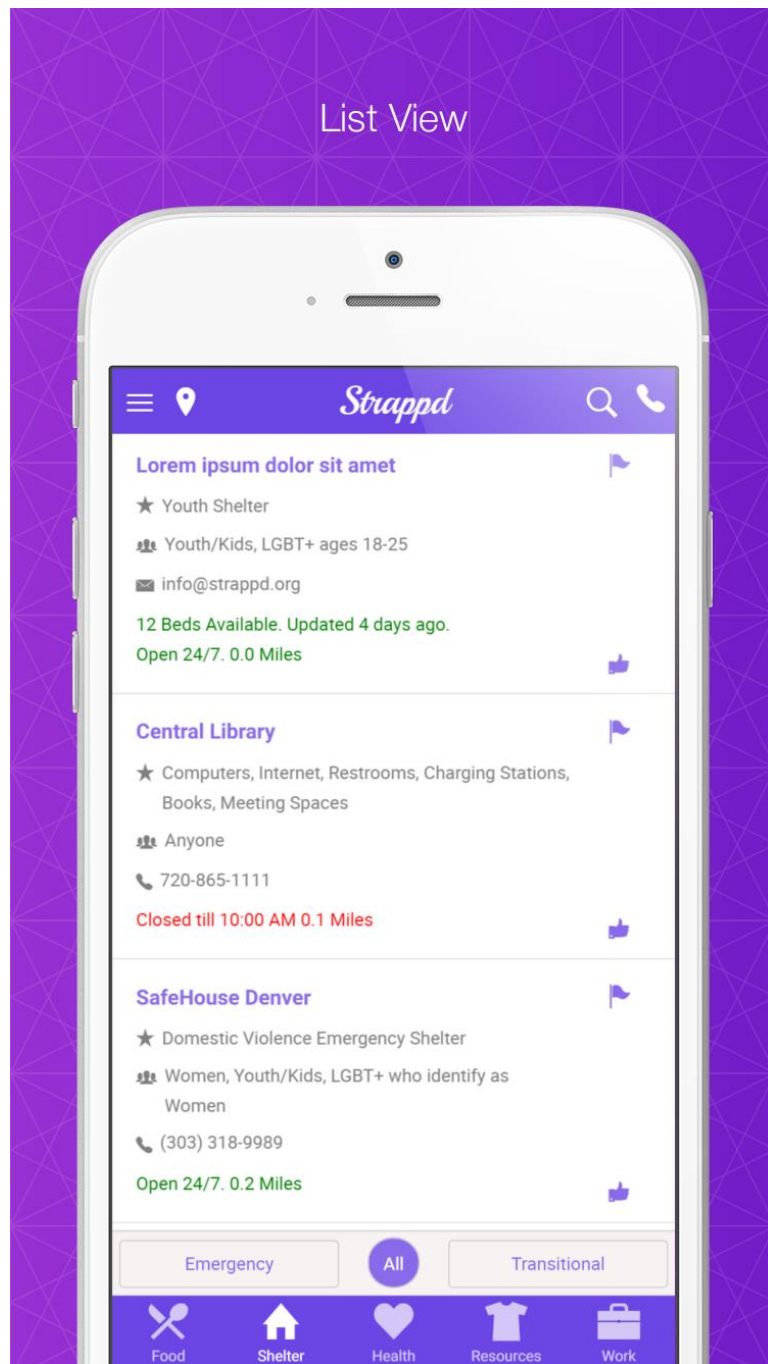 List View
Strappd
Lorem ipsum dolor sit amet
Youth Shelter
Youth/Kids, LGBT+ ages 18-25
info@strappd.org
12 Beds Available. Updated 4 days ago.
Open 24/7. 0.0 Miles
Central Library
Computers, Internet, Restrooms, Charging Stations,
Books, Meeting Spaces
Anyone
720-865-1111
Closed till 10:00 AM 0.1 Miles
SafeHouse Denver
Domestic Violence Emergency Shelter
Women, Youth/Kids, LGBT+ who identify as
Women
(303) 318-9989
Open 24/7. 0.2 Miles
Emergency All Transitional
Food Shelter Health Resources Work